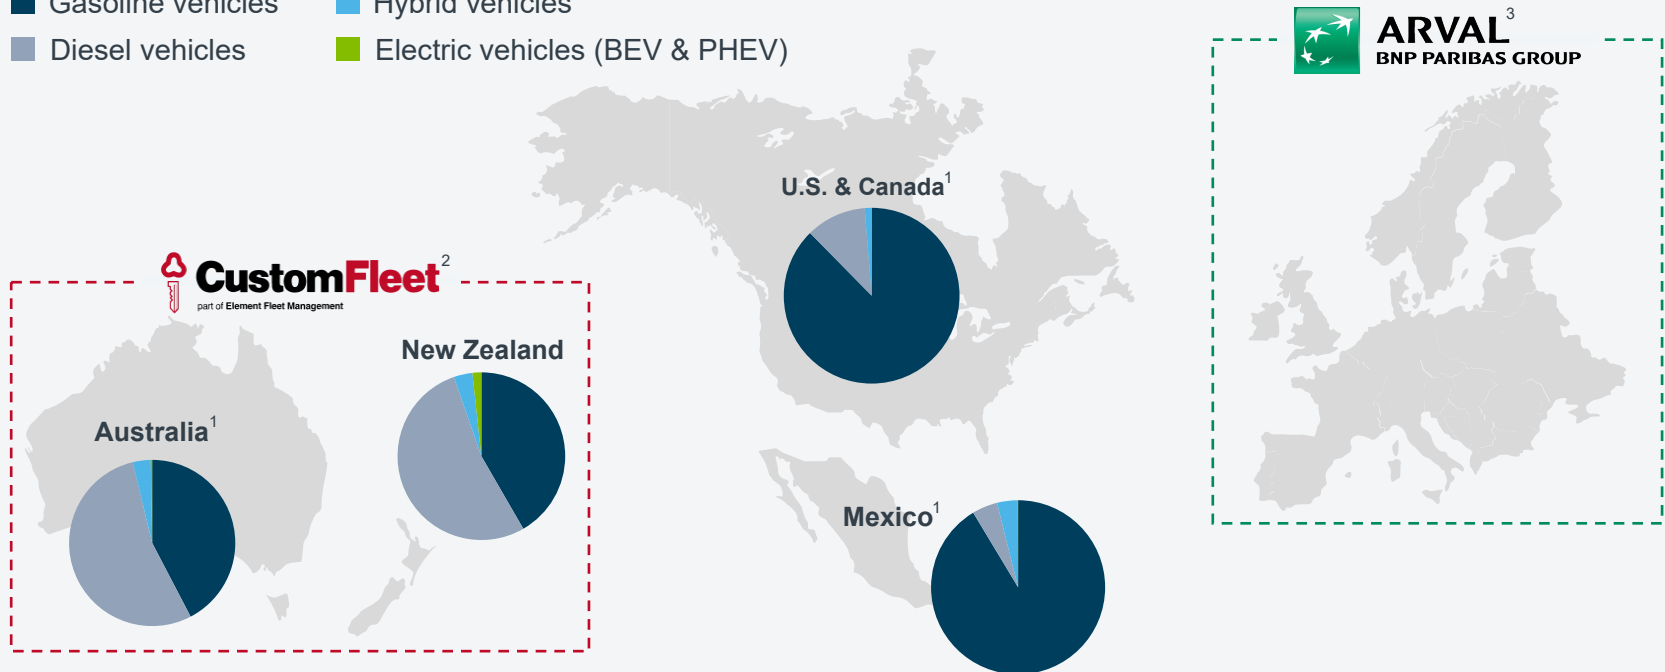 Gasoline vehicles
Hybrid vehicles
Diesel vehicles
Electric vehicles (BEV & PHEV)
ARVAL3
BNP PARIBAS GROUP
U.S. & Canada1
CustomFleet2
part of Element Fleet Management
New Zealand
Australia1
Mexico1